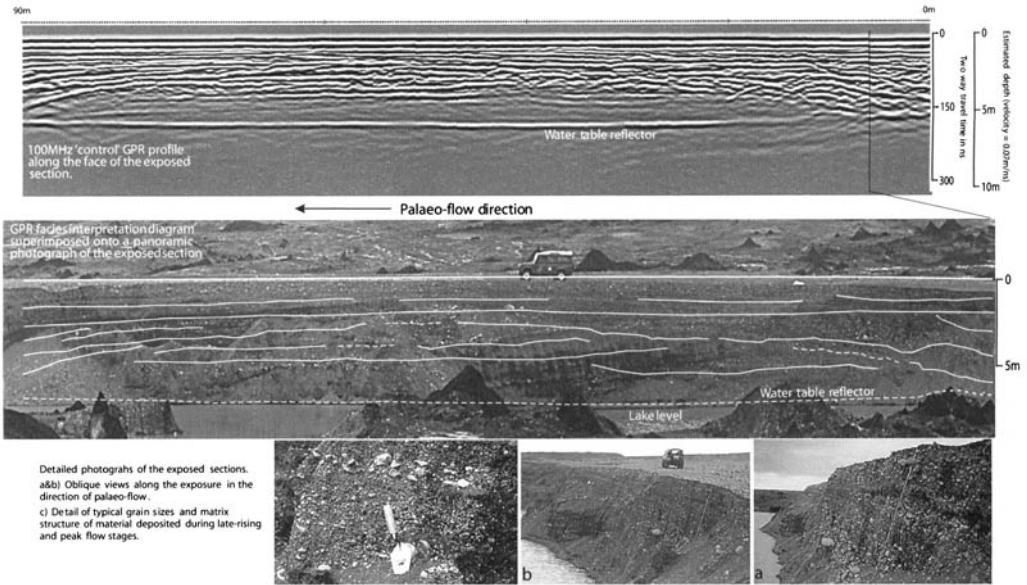 90m
0m
0
150
300
Two way travel time in ns
0
5m
10m
Estimated depth (velocity = 0.07m/ns)
Water table reflector
100MHz 'control' GPR profile
along the face of the exposed
section.
Palaeo-flow direction
GPR facies interpretation diagram
superimposed onto a panoramic
photograph of the exposed section
0
5m
Water table reflector
Lake level
Detailed photograhs of the exposed sections.
a&b) Oblique views along the exposure in the
direction of palaeo-flow.
c) Detail of typical grain sizes and matrix
structure of material deposited during late-rising
and peak flow stages.
c
b
a